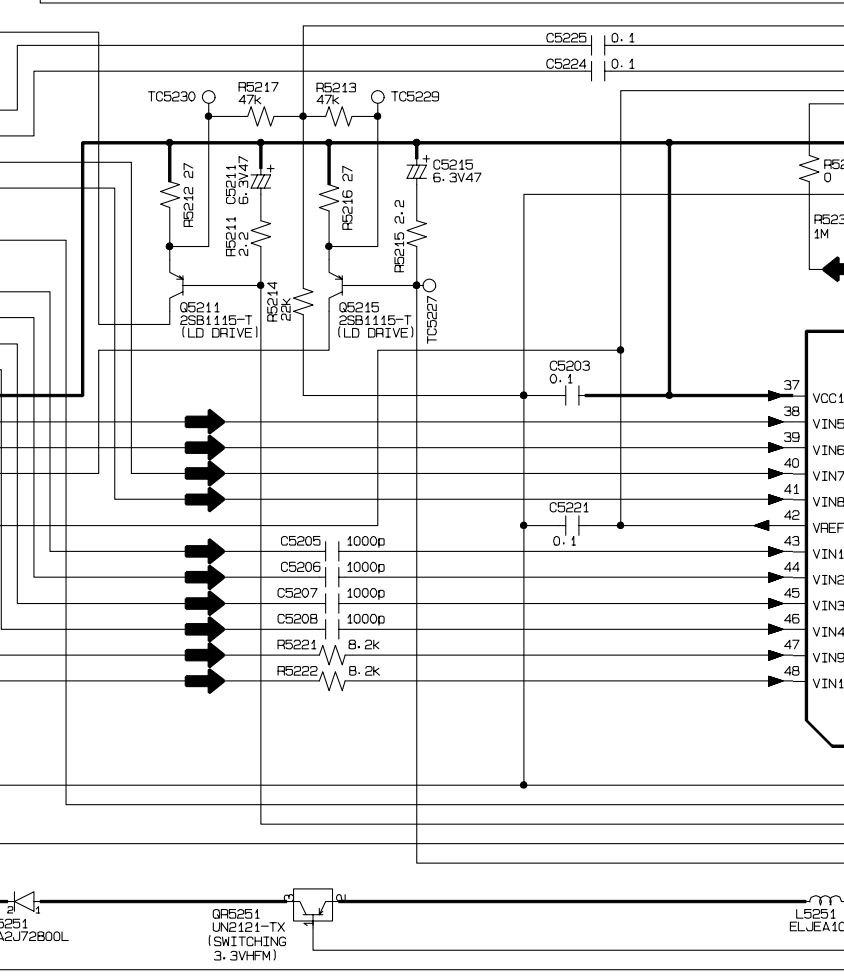 C5225 0.1
C5224 0.1
R5217
47k
R5213
47k
TC5230
TC5229
R5212 27
C5211
6.3V47
R5216 27
C5215
6.3V47
R5211
2.2
R5215 2.2
R52
0
R523
1M
R5214
22K
Q5211
2SB1115-T
(LD DRIVE)
Q5215
2SB1115-T
(LD DRIVE)
TC5227
C5203
0.1
37 VCC1
38 VIN5
39 VIN6
40 VIN7
41 VIN8
C5221
0.1
42 VREF
C5205 1000p 43 VIN1
C5206 1000p 44 VIN2
C5207 1000p 45 VIN3
C5208 1000p 46 VIN4
R5221 8.2k 47 VIN9
R5222 8.2k 48 VIN1
2 1
5251
A2J72800L
3 2
1
QR5251
UN2121-TX
(SWITCHING
3.3VHFM)
L5251
ELJEA10